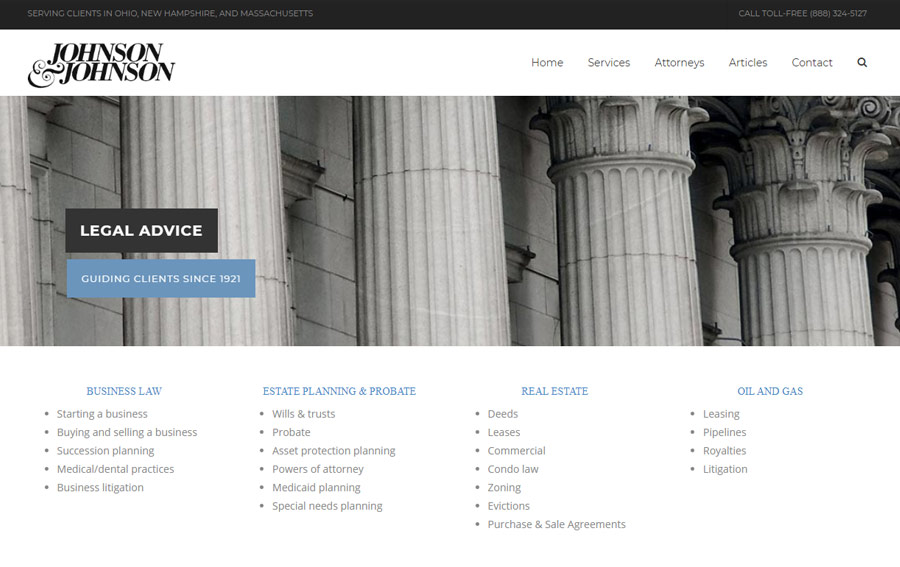 SERVING CLIENTS IN OHIO, NEW HAMPSHIRE, AND MASSACHUSETTS
CALL TOLL-FREE (888) 324-5127
JOHNSON
& JOHNSON
Home
Services
Attorneys
Articles
Contact
LEGAL ADVICE
GUIDING CLIENTS SINCE 1921
BUSINESS LAW
Starting a business
Buying and selling a business
Succession planning
Medical/dental practices
Business litigation
ESTATE PLANNING & PROBATE
Wills & trusts
Probate
Asset protection planning
Powers of attorney
Medicaid planning
Special needs planning
REAL ESTATE
Deeds
Leases
Commercial
Condo law
Zoning
Evictions
Purchase & Sale Agreements
OIL AND GAS
Leasing
Pipelines
Royalties
Litigation